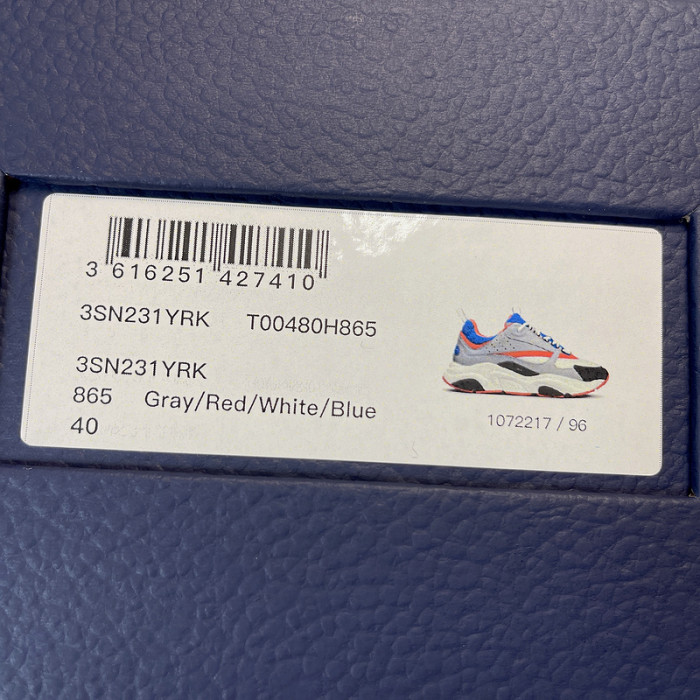 3 616251 427410
3SN231YRK T00480H865
3SN231YRK
865 Gray/Red/White/Blue
40
1072217 / 96